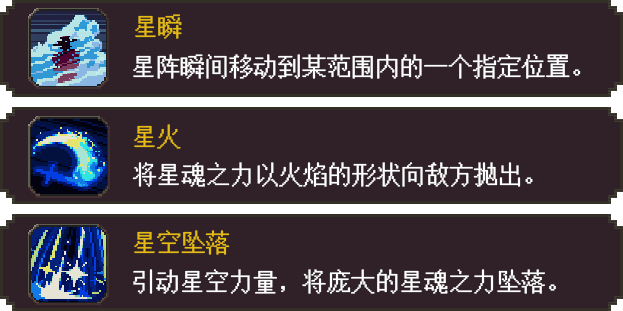 星瞬
星阵瞬间移动到某范围内的一个指定位置。
星火
将星魂之力以火焰的形状向敌方抛出。
星空坠落
引动星空力量，将庞大的星魂之力坠落。